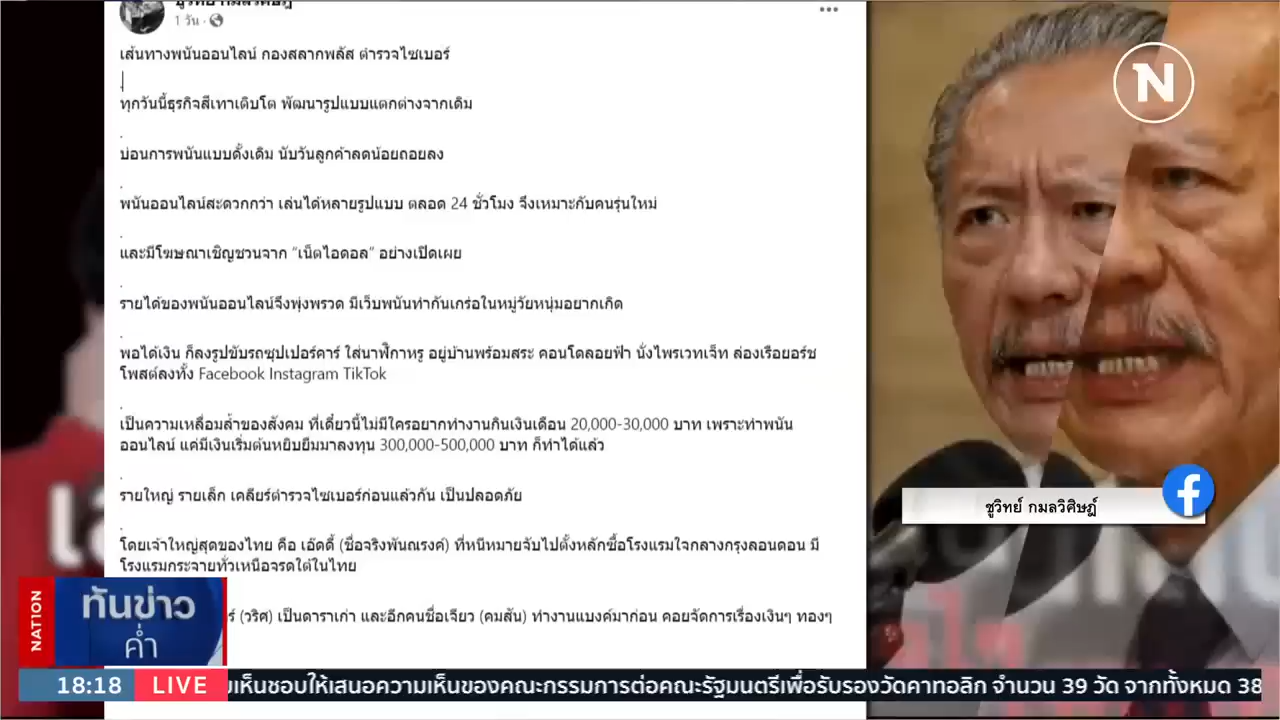 ชูวิทย์ กมลวิศิษฎ์
1 วัน
เส้นทางพนันออนไลน์ กองสลากพลัส ตำรวจไซเบอร์
.
ทุกวันนี้ธุรกิจสีเทาเติบโต พัฒนารูปแบบแตกต่างจากเดิม
.
บ่อนการพนันแบบดั้งเดิม นับวันลูกค้าลดน้อยถอยลง
.
พนันออนไลน์สะดวกกว่า เล่นได้หลายรูปแบบ ตลอด 24 ชั่วโมง จึงเหมาะกับคนรุ่นใหม่
.
และมีโฆษณาเชิญชวนจาก “เน็ตไอดอล” อย่างเปิดเผย
.
รายได้ของพนันออนไลน์จึงพุ่งพรวด มีเว็บพนันทำกันเกร่อในหมู่วัยหนุ่มอยากเกิด
.
พอได้เงิน ก็ลงรูปขับรถซุปเปอร์คาร์ ใส่นาฬิกาหรู อยู่บ้านพร้อมสระ คอนโดลอยฟ้า นั่งไพรเวทเจ็ท ล่องเรือยอร์ช
โพสต์ลงทั้ง Facebook Instagram TikTok
.
เป็นความเหลื่อมล้ำของสังคม ที่เดี๋ยวนี้ไม่มีใครอยากทำงานกินเงินเดือน 20,000-30,000 บาท เพราะทำพนัน
ออนไลน์ แค่มีเงินเริ่มต้นหยิบยืมมาลงทุน 300,000-500,000 บาท ก็ทำได้แล้ว
.
รายใหญ่ รายเล็ก เคลียร์ตำรวจไซเบอร์ก่อนแล้วกัน เป็นปลอดภัย
.
โดยเจ้าใหญ่สุดของไทย คือ เอ๊ดดี้ (ชื่อจริงพันณรงค์) ที่หนีหมายจับไปตั้งหลักซื้อโรงแรมใจกลางกรุงลอนดอน มี
โรงแรมกระจายทั่วเหนือจรดใต้ในไทย
ร์ (วริศ) เป็นดาราเก่า และอีกคนชื่อเจียว (คมสัน) ทำงานแบงค์มาก่อน คอยจัดการเรื่องเงินๆ ทองๆ
N
ชูวิทย์ กมลวิศิษฎ์
NATION
ทันข่าว
ค่ำ
18:18 LIVE
เห็นชอบให้เสนอความเห็นของคณะกรรมการต่อคณะรัฐมนตรีเพื่อรับรองวัดคาทอลิก จำนวน 39 วัด จากทั้งหมด 38